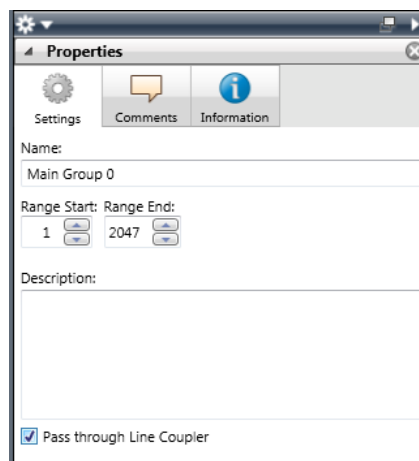 Properties
Settings Comments Information
Name:
Main Group 0
Range Start: Range End:
1 2047
Description:
Pass through Line Coupler